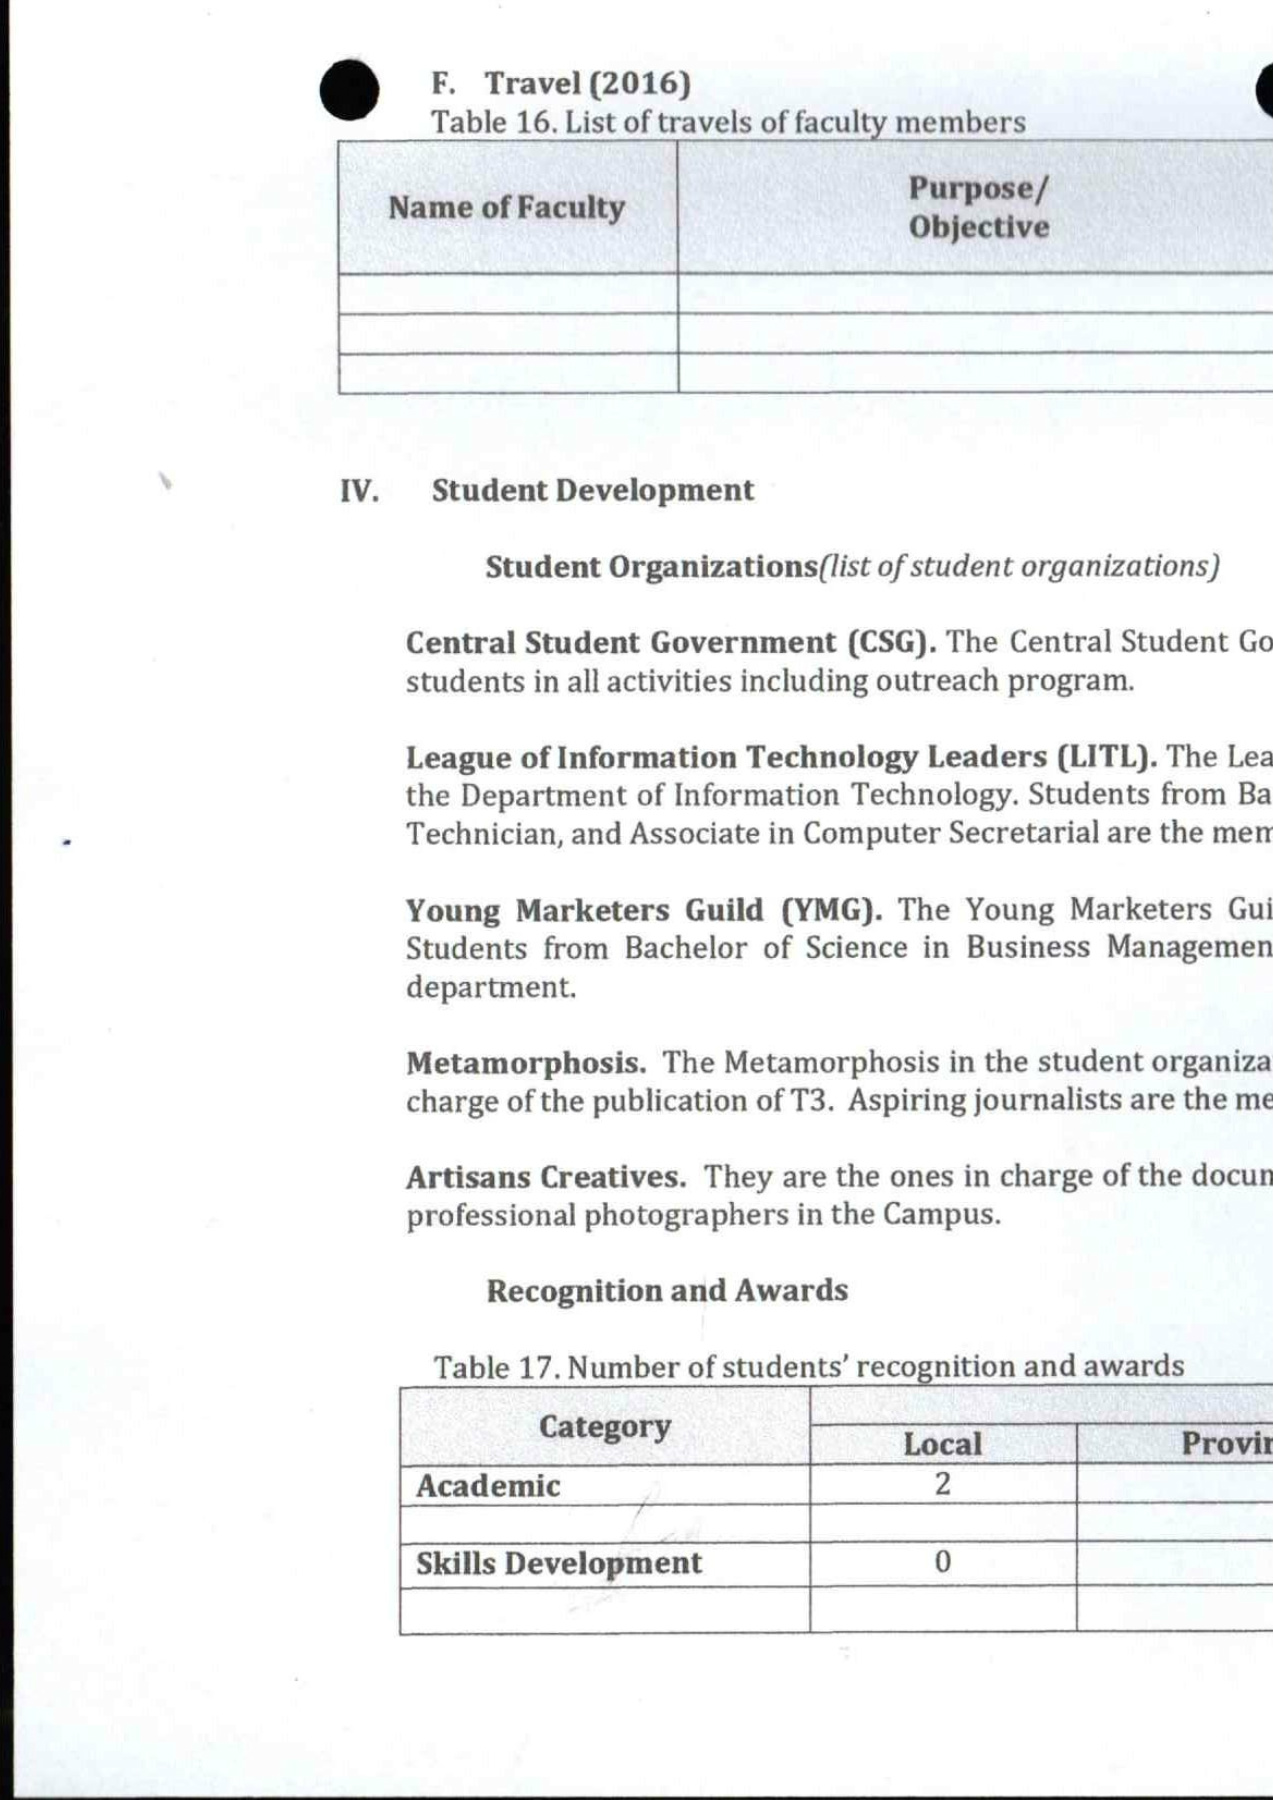 F. Travel (2016)
Table 16. List of travels of faculty members
Name of Faculty
Purpose/
Objective
IV. Student Development
Student Organizations(list of student organizations)
Central Student Government (CSG). The Central Student Go
students in all activities including outreach program.
League of Information Technology Leaders (LITL). The Lea
the Department of Information Technology. Students from Ba
Technician, and Associate in Computer Secretarial are the mem
Young Marketers Guild (YMG). The Young Marketers Gui
Students from Bachelor of Science in Business Managemen
department.
Metamorphosis. The Metamorphosis in the student organiza
charge of the publication of T3. Aspiring journalists are the me
Artisans Creatives. They are the ones in charge of the docum
professional photographers in the Campus.
Recognition and Awards
Table 17. Number of students' recognition and awards
Category
Local Provin
Academic 2
Skills Development 0